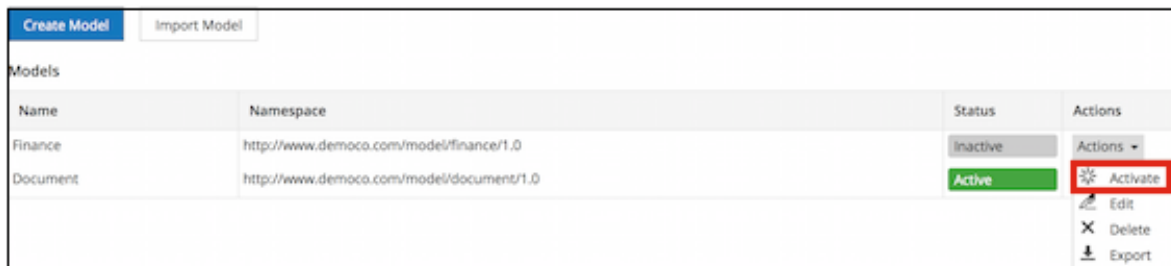 Create Model Import Model
Models
Name Namespace Status Actions
Finance http://www.democo.com/model/finance/1.0 Inactive Actions
Document http://www.democo.com/model/document/1.0 Active Activate
Edit
Delete
Export